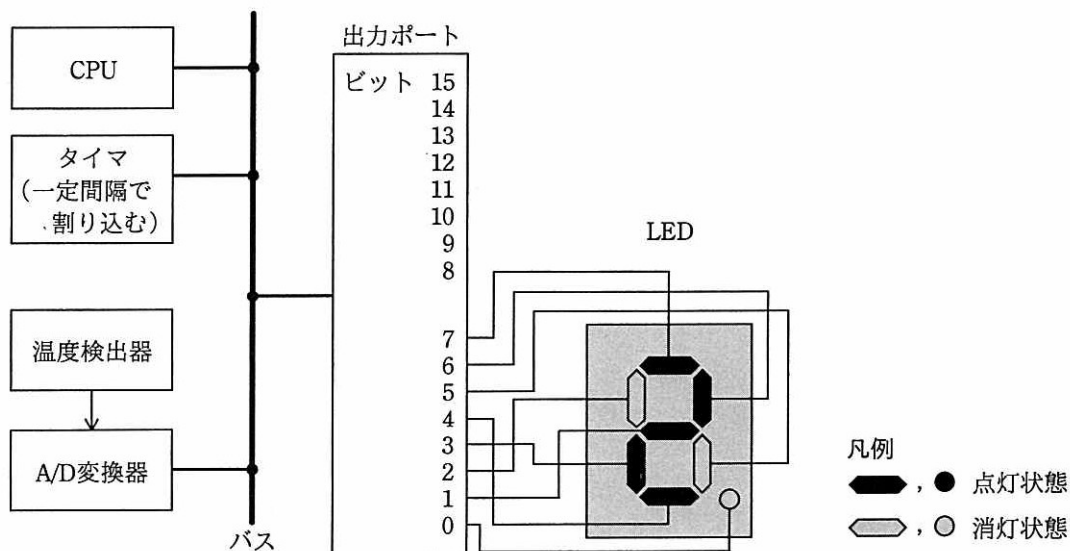 CPU
タイマ
(一定間隔で
割り込む)
温度検出器
A/D変換器
バス
出力ポート
ビット 15
14
13
12
11
10
9
8
7
6
5
4
3
2
1
0
LED
凡例
, 点灯状態
, 消灯状態